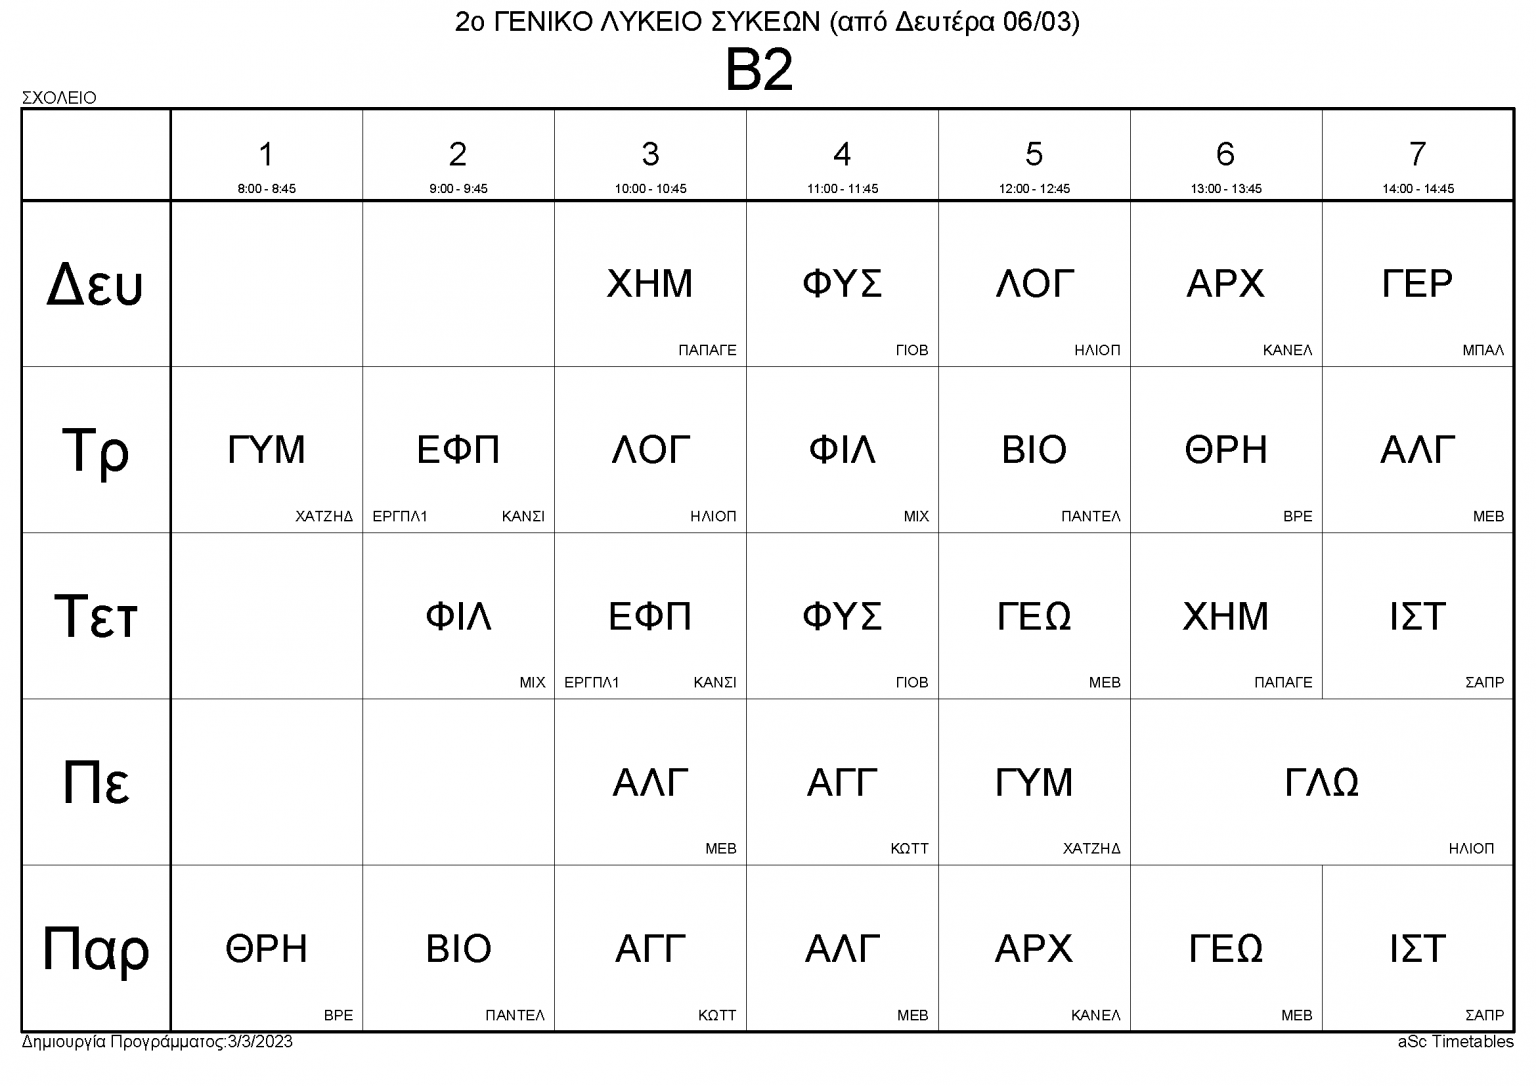 2ο ΓΕΝΙΚΟ ΛΥΚΕΙΟ ΣΥΚΕΩΝ (από Δευτέρα 06/03)
Β2
ΣΧΟΛΕΙΟ
1 2 3 4 5 6 7
8:00 - 8:45 9:00 - 9:45 10:00 - 10:45 11:00 - 11:45 12:00 - 12:45 13:00 - 13:45 14:00 - 14:45
Δευ ΧΗΜ ΦΥΣ ΛΟΓ ΑΡΧ ΓΕΡ
ΠΑΠΑΓΕ ΓΙΟΒ ΗΛΙΟΠ ΚΑΝΕΛ ΜΠΑΛ
Τρ ΓΥΜ ΕΦΠ ΛΟΓ ΦΙΛ ΒΙΟ ΘΡΗ ΑΛΓ
ΧΑΤΖΗΔ ΕΡΓΠΛ1 ΚΑΝΣΙ ΗΛΙΟΠ ΜΙΧ ΠΑΝΤΕΛ ΒΡΕ ΜΕΒ
Τετ ΦΙΛ ΕΦΠ ΦΥΣ ΓΕΩ ΧΗΜ ΙΣΤ
ΜΙΧ ΕΡΓΠΛ1 ΚΑΝΣΙ ΓΙΟΒ ΜΕΒ ΠΑΠΑΓΕ ΣΑΠΡ
Πε ΑΛΓ ΑΓΓ ΓΥΜ ΓΛΩ
ΜΕΒ ΚΩΤΤ ΧΑΤΖΗΔ ΗΛΙΟΠ
Παρ ΘΡΗ ΒΙΟ ΑΓΓ ΑΛΓ ΑΡΧ ΓΕΩ ΙΣΤ
ΒΡΕ ΠΑΝΤΕΛ ΚΩΤΤ ΜΕΒ ΚΑΝΕΛ ΜΕΒ ΣΑΠΡ
Δημιουργία Προγράμματος:3/3/2023 aSc Timetables